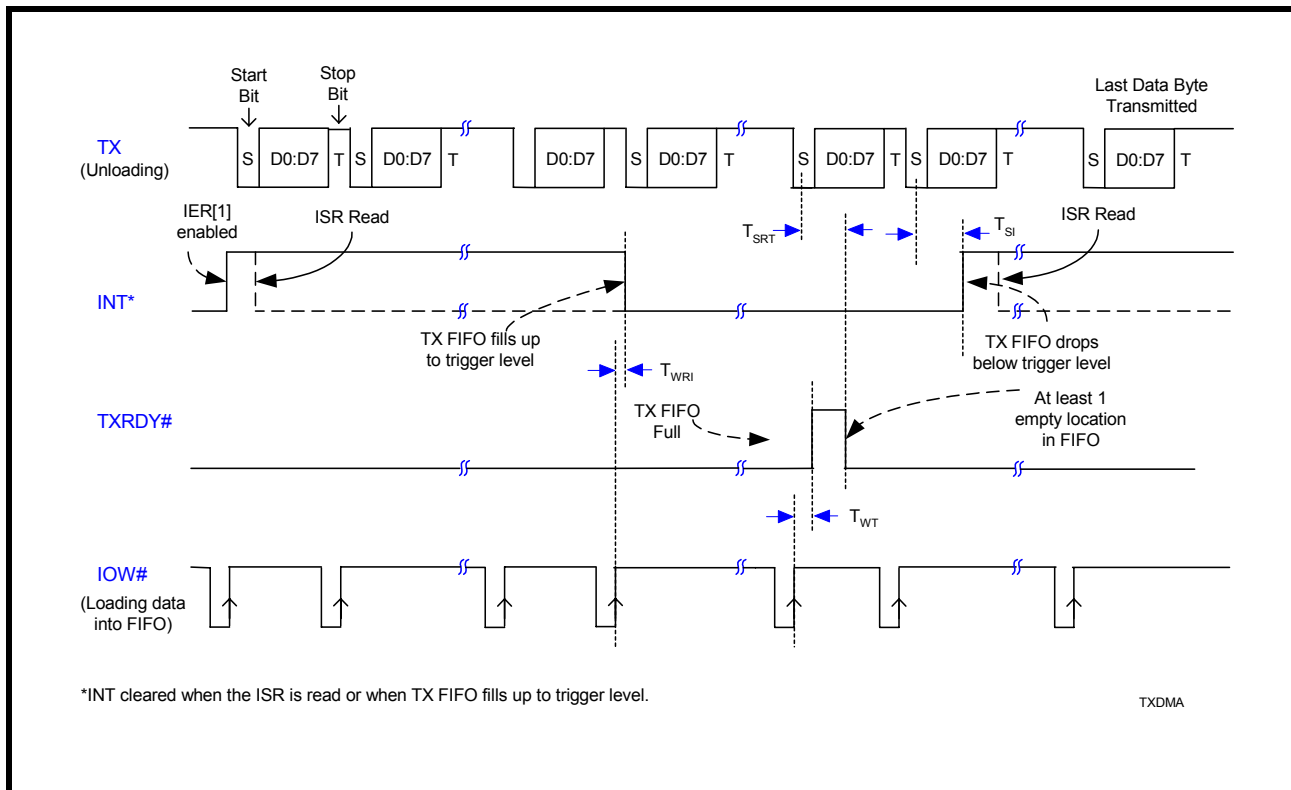 Start
Bit
Stop
Bit
Last Data Byte
Transmitted
TX
(Unloading)
S D0:D7 T S D0:D7 T D0:D7 S D0:D7 T S D0:D7 T S D0:D7 T S D0:D7 T
IER[1]
enabled
ISR Read
TSRT
TSI
ISR Read
INT*
TX FIFO fills up
to trigger level
TX FIFO drops
below trigger level
TWRI
TXRDY#
TX FIFO
Full
At least 1
empty location
in FIFO
TWT
IOW#
(Loading data
into FIFO)
*INT cleared when the ISR is read or when TX FIFO fills up to trigger level.
TXDMA